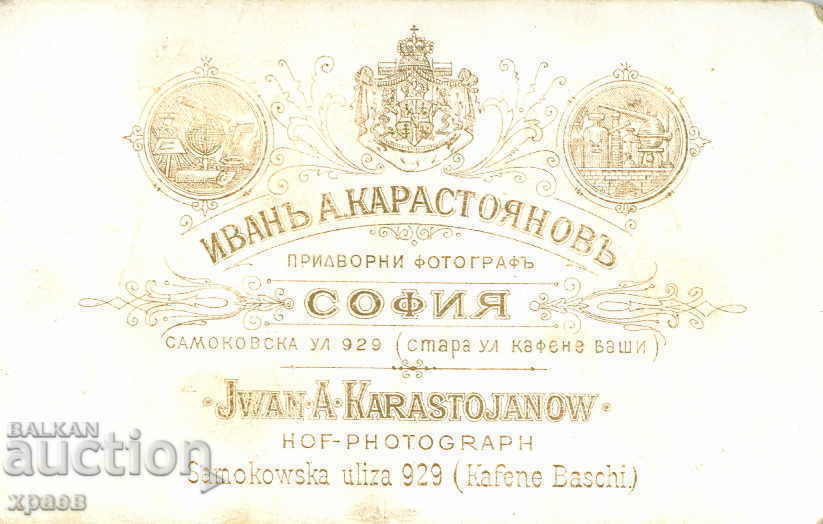 ИВАНЪ А. КАРАСТОЯНОВЪ
ПРИДВОРНИ ФОТОГРАФЪ
СОФИЯ
САМОКОВСКА УЛ 929 (стара ул кафене баши)
JWAN·A·KARASTOJANOW·
HOF-PHOTOGRAPH
Samokowska uliza 929 (Kafene Baschi.)
BALKAN
auction
храов